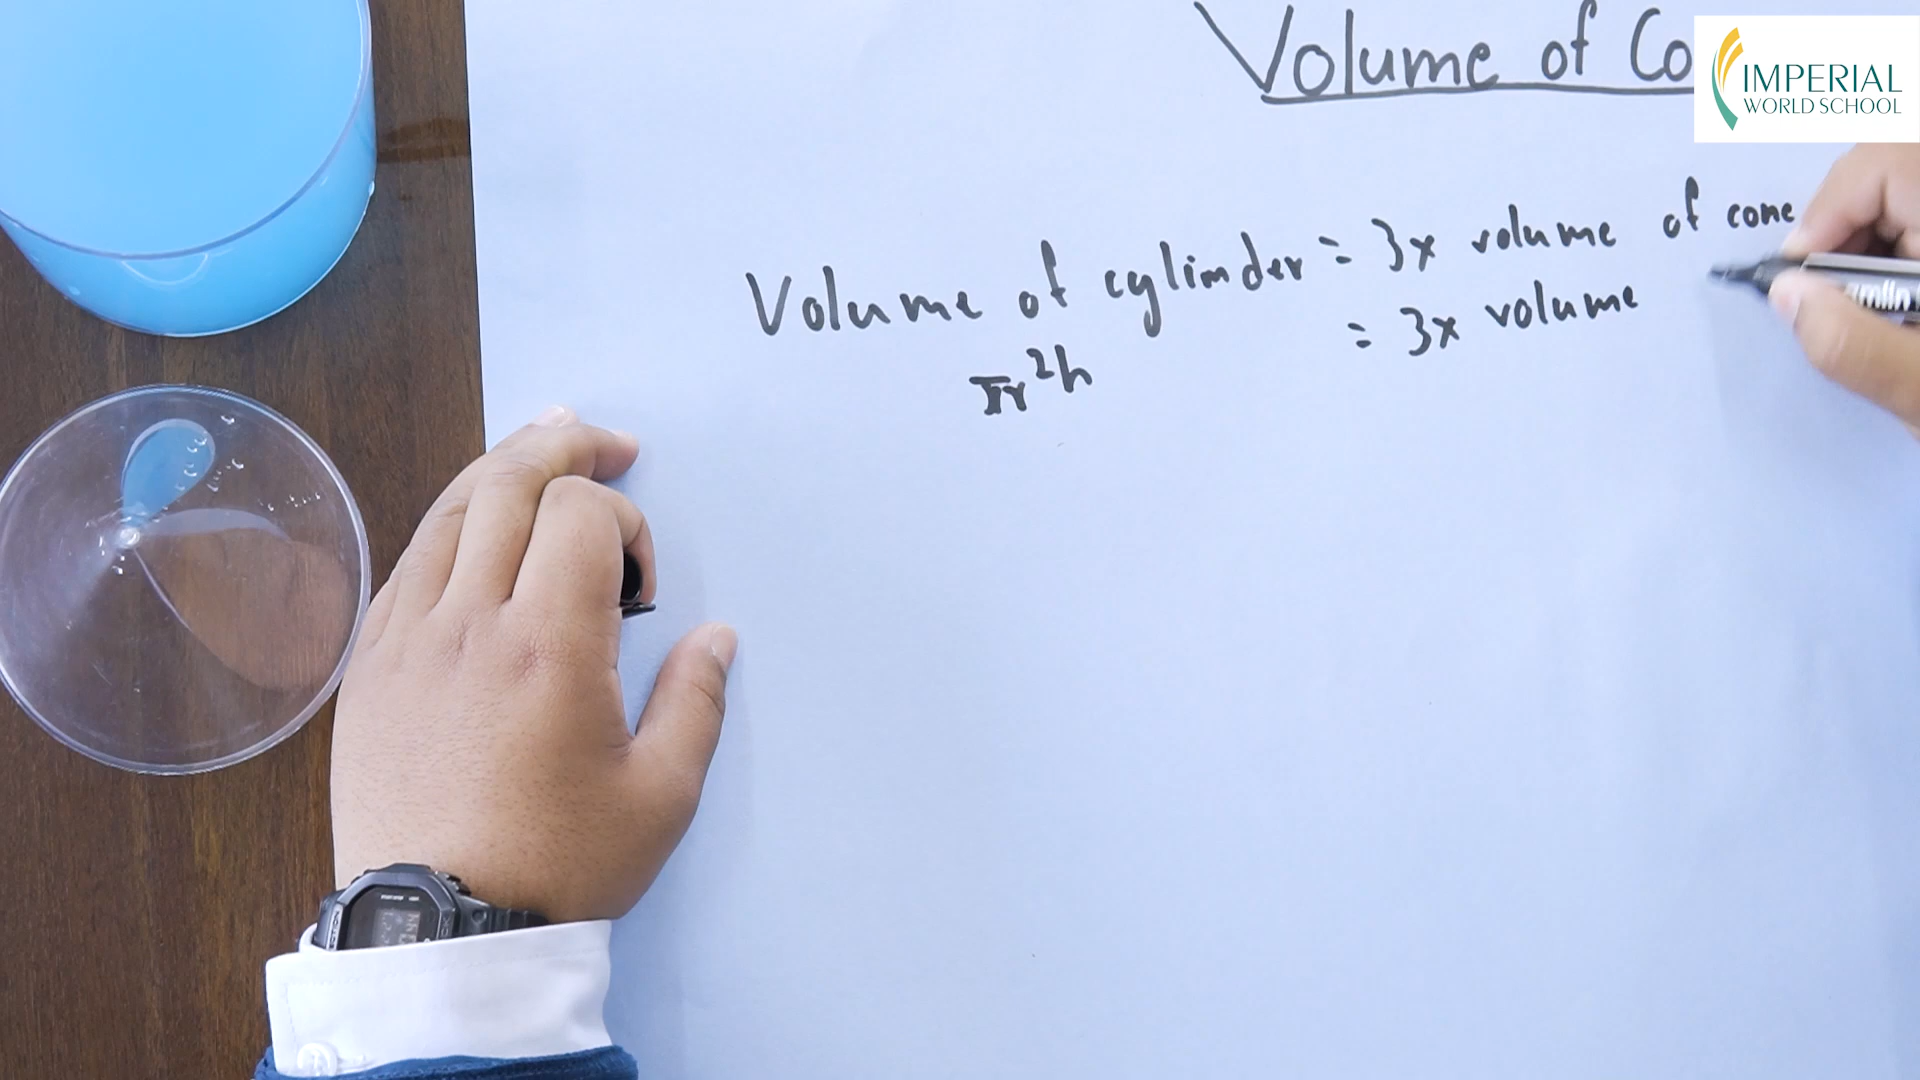 Volume of Co
IMPERIAL
WORLD SCHOOL
Volume of cylinder = 3x volume of cone
πr²h = 3x volume